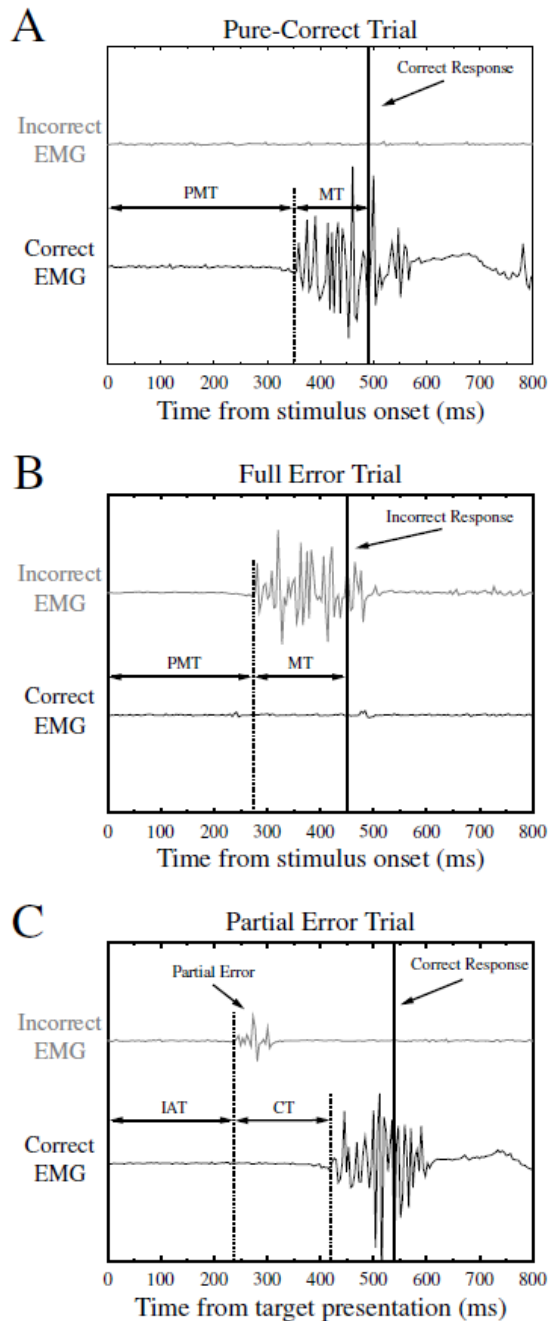 A
Pure-Correct Trial
Correct Response
Incorrect
EMG
PMT
MT
Correct
EMG
0 100 200 300 400 500 600 700 800
Time from stimulus onset (ms)
B
Full Error Trial
Incorrect Response
Incorrect
EMG
PMT
MT
Correct
EMG
0 100 200 300 400 500 600 700 800
Time from stimulus onset (ms)
C
Partial Error Trial
Partial Error
Correct Response
Incorrect
EMG
IAT
CT
Correct
EMG
0 100 200 300 400 500 600 700 800
Time from target presentation (ms)